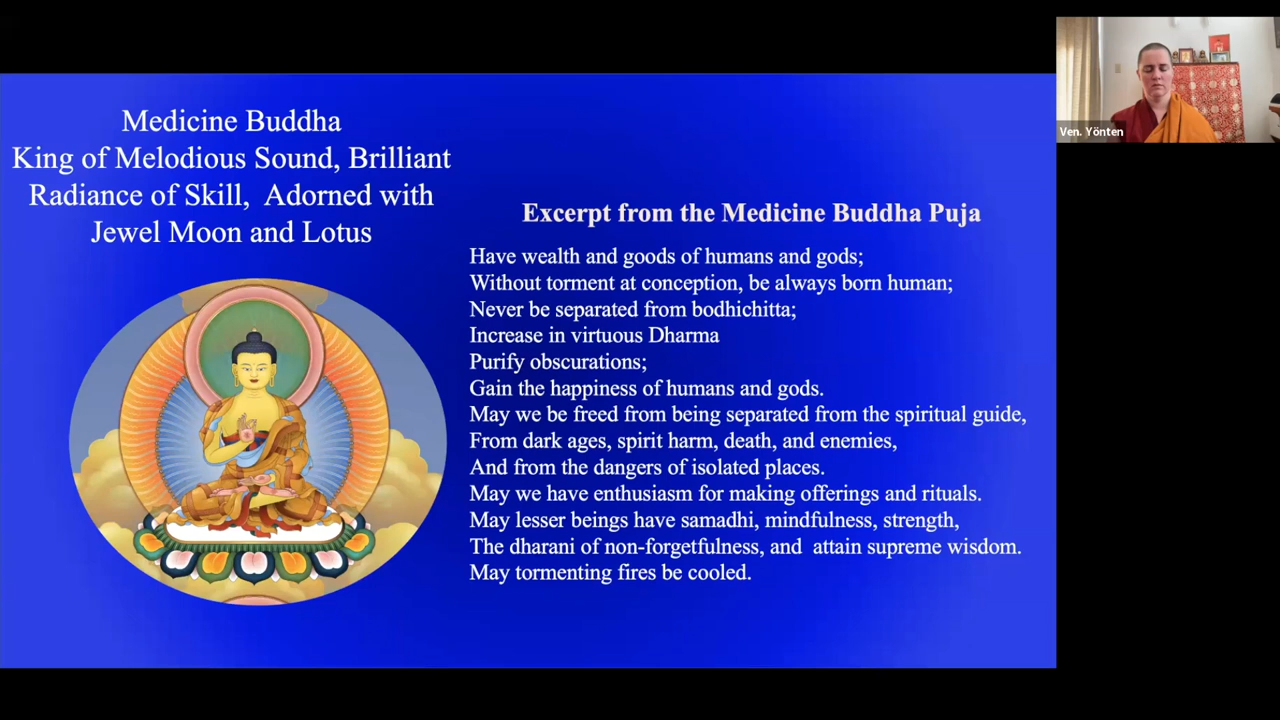 Medicine Buddha
King of Melodious Sound, Brilliant
Radiance of Skill,  Adorned with
Jewel Moon and Lotus
Excerpt from the Medicine Buddha Puja
Have wealth and goods of humans and gods;
Without torment at conception, be always born human;
Never be separated from bodhichitta;
Increase in virtuous Dharma
Purify obscurations;
Gain the happiness of humans and gods.
May we be freed from being separated from the spiritual guide,
From dark ages, spirit harm, death, and enemies,
And from the dangers of isolated places.
May we have enthusiasm for making offerings and rituals.
May lesser beings have samadhi, mindfulness, strength,
The dharani of non-forgetfulness, and  attain supreme wisdom.
May tormenting fires be cooled.
Ven. Yönten